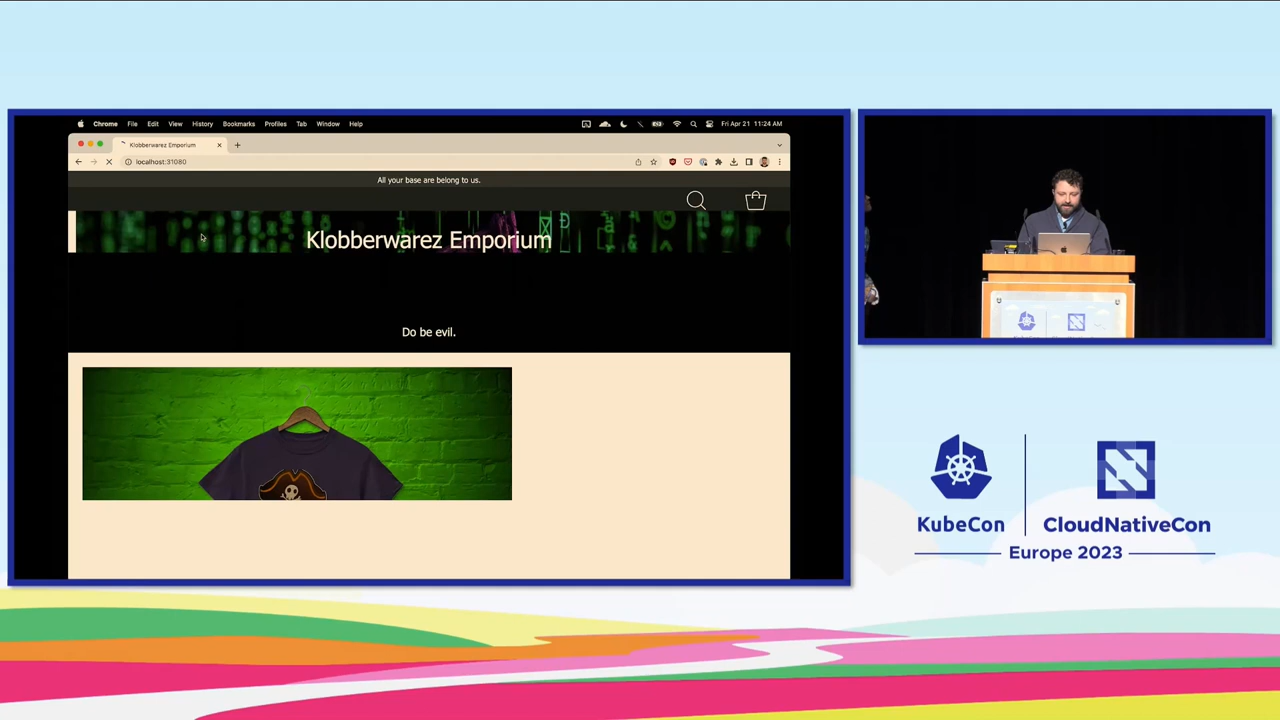 Chrome File Edit View History Bookmarks Profiles Tab Window Help
Fri Apr 21 11:24 AM
Klobberwarez Emporium
localhost:31080
All your base are belong to us.
Klobberwarez Emporium
Do be evil.
KubeCon
CloudNativeCon
Europe 2023